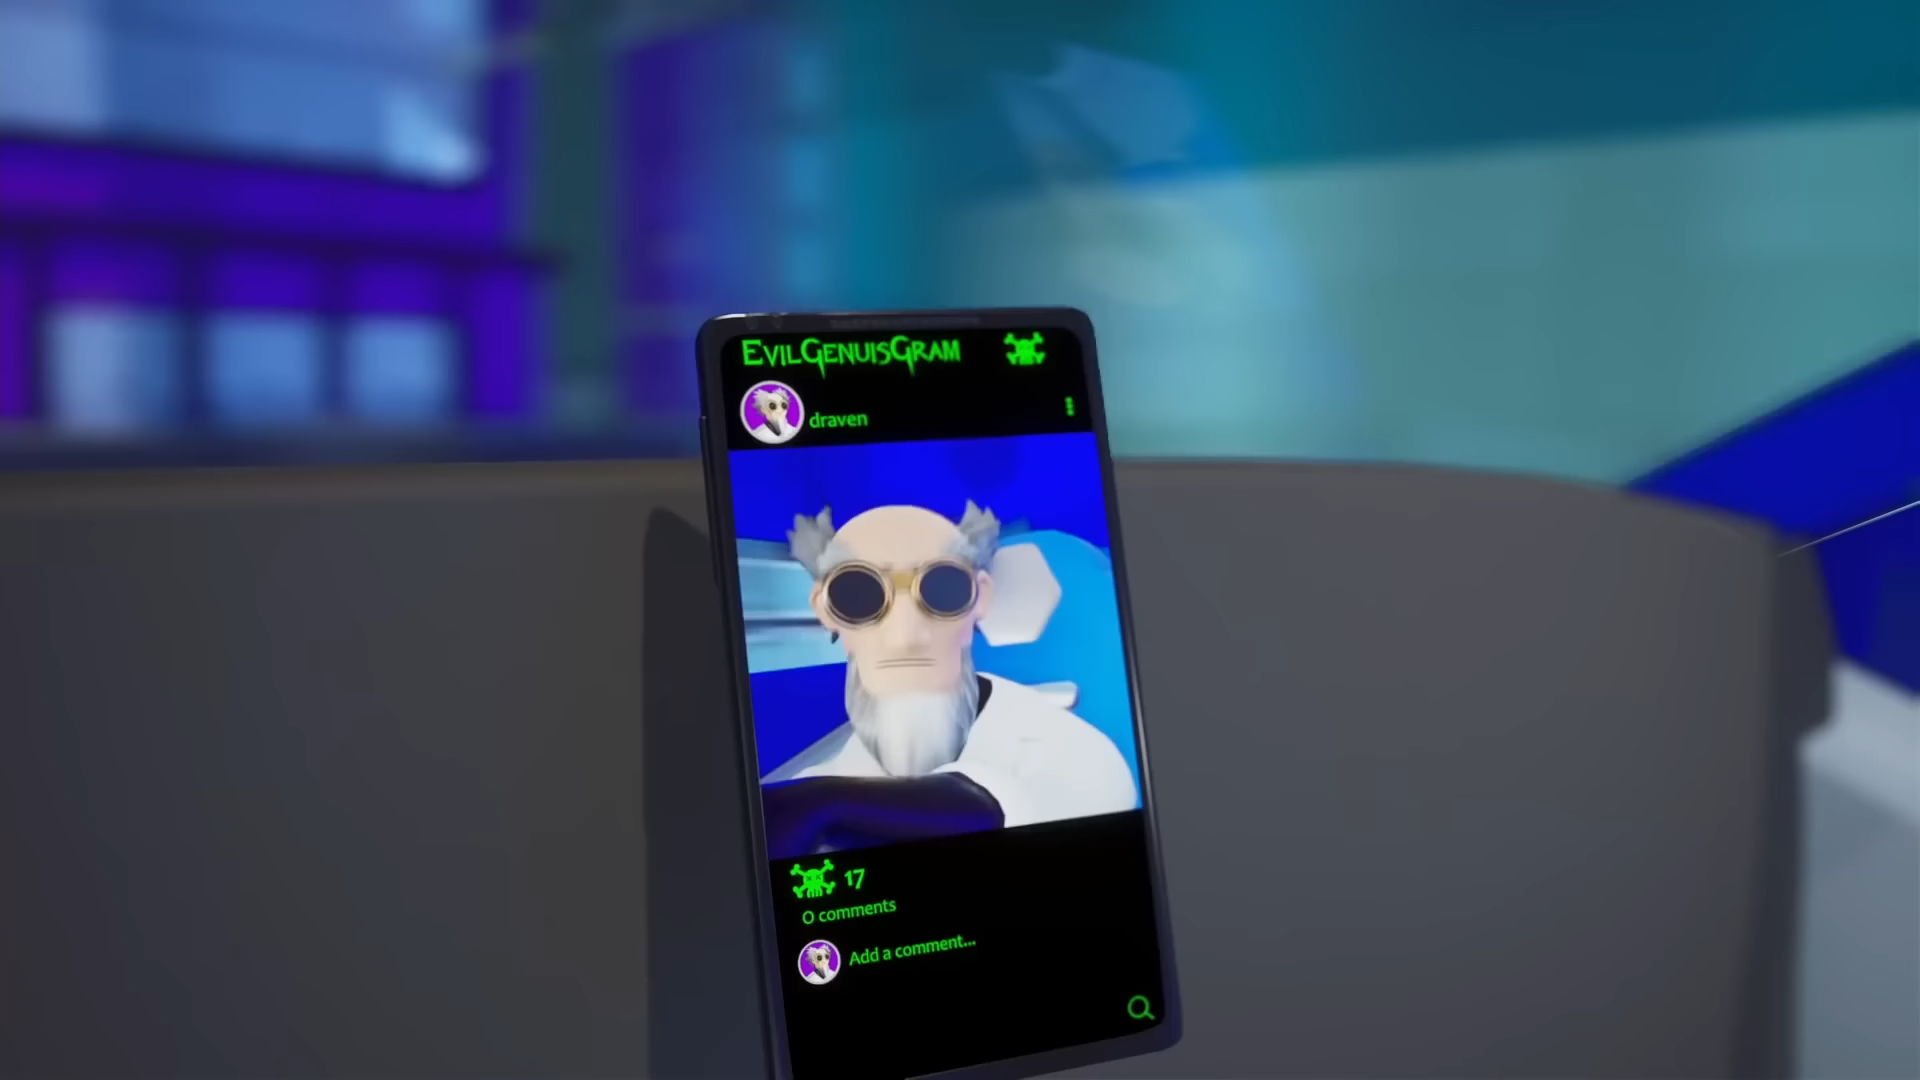 EVILGENUISGRAM
draven
17
0 comments
Add a comment...